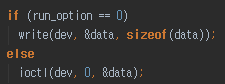 if (run_option == 0)
write(dev, &data, sizeof(data));
else
ioctl(dev, 0, &data);